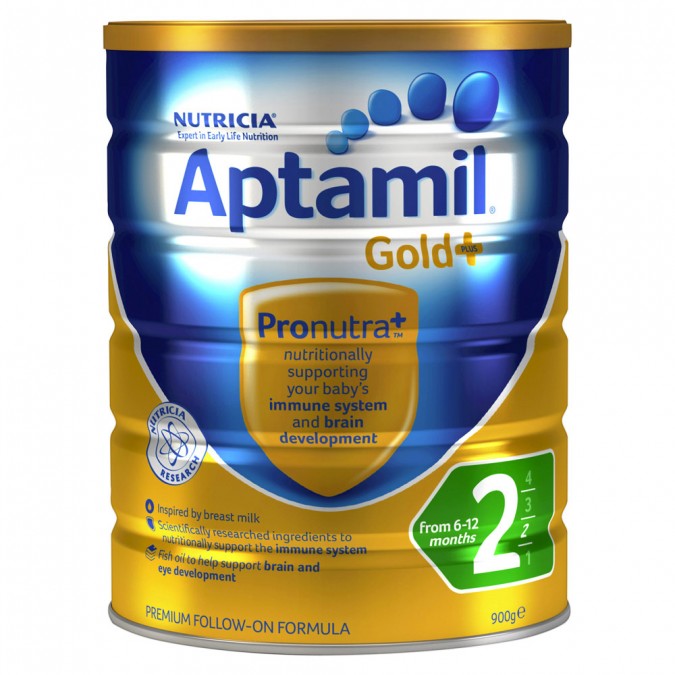 NUTRICIA®
Expert in Early Life Nutrition
Aptamil®
Gold+
PLUS
Pronutra+™
nutritionally
supporting
your baby's
immune system
and brain
development
NUTRICIA
RESEARCH
Inspired by breast milk
Scientifically researched ingredients to
nutritionally support the immune system
Fish oil to help support brain and
eye development
From 6-12
months
2
4
3
2
1
PREMIUM FOLLOW-ON FORMULA
900g℮